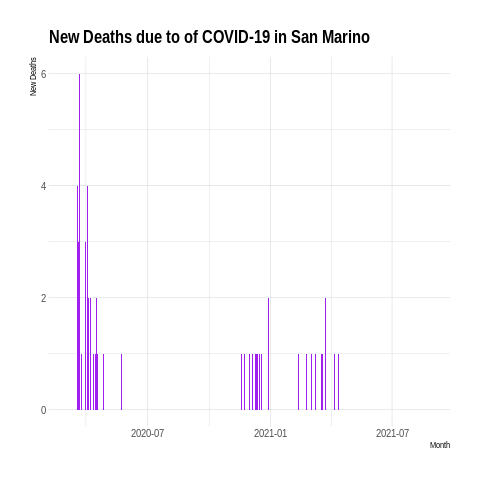 New Deaths due to of COVID-19 in San Marino
New Deaths
6
4
2
0
2020-07
2021-01
2021-07
Month